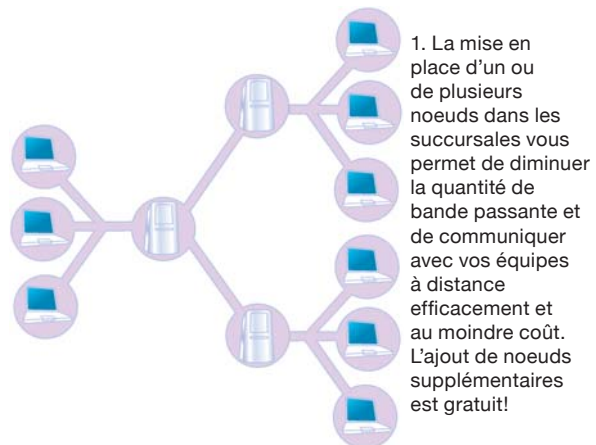 1. La mise en
place d'un ou
de plusieurs
noeuds dans les
succursales vous
permet de diminuer
la quantité de
bande passante et
de communiquer
avec vos équipes
à distance
efficacement et
au moindre coût.
L'ajout de noeuds
supplémentaires
est gratuit!